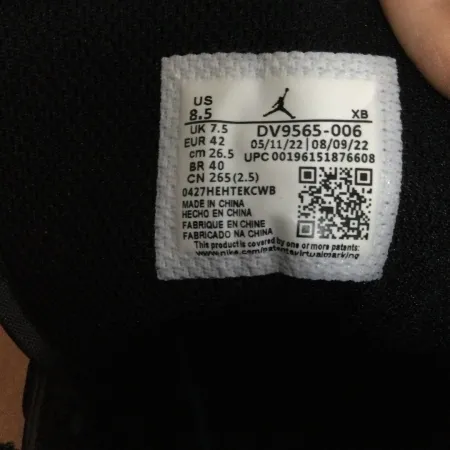 US
8.5
XB
UK 7.5
DV9565-006
EUR 42
05/11/22 08/09/22
cm 26.5
UPC 00196151876608
BR 40
CN 265(2.5)
0427HEHTEKCWB
MADE IN CHINA
HECHO EN CHINA
FABRIQUE EN CHINE
FABRICADO NA CHINA
This product is covered by one of more patents: